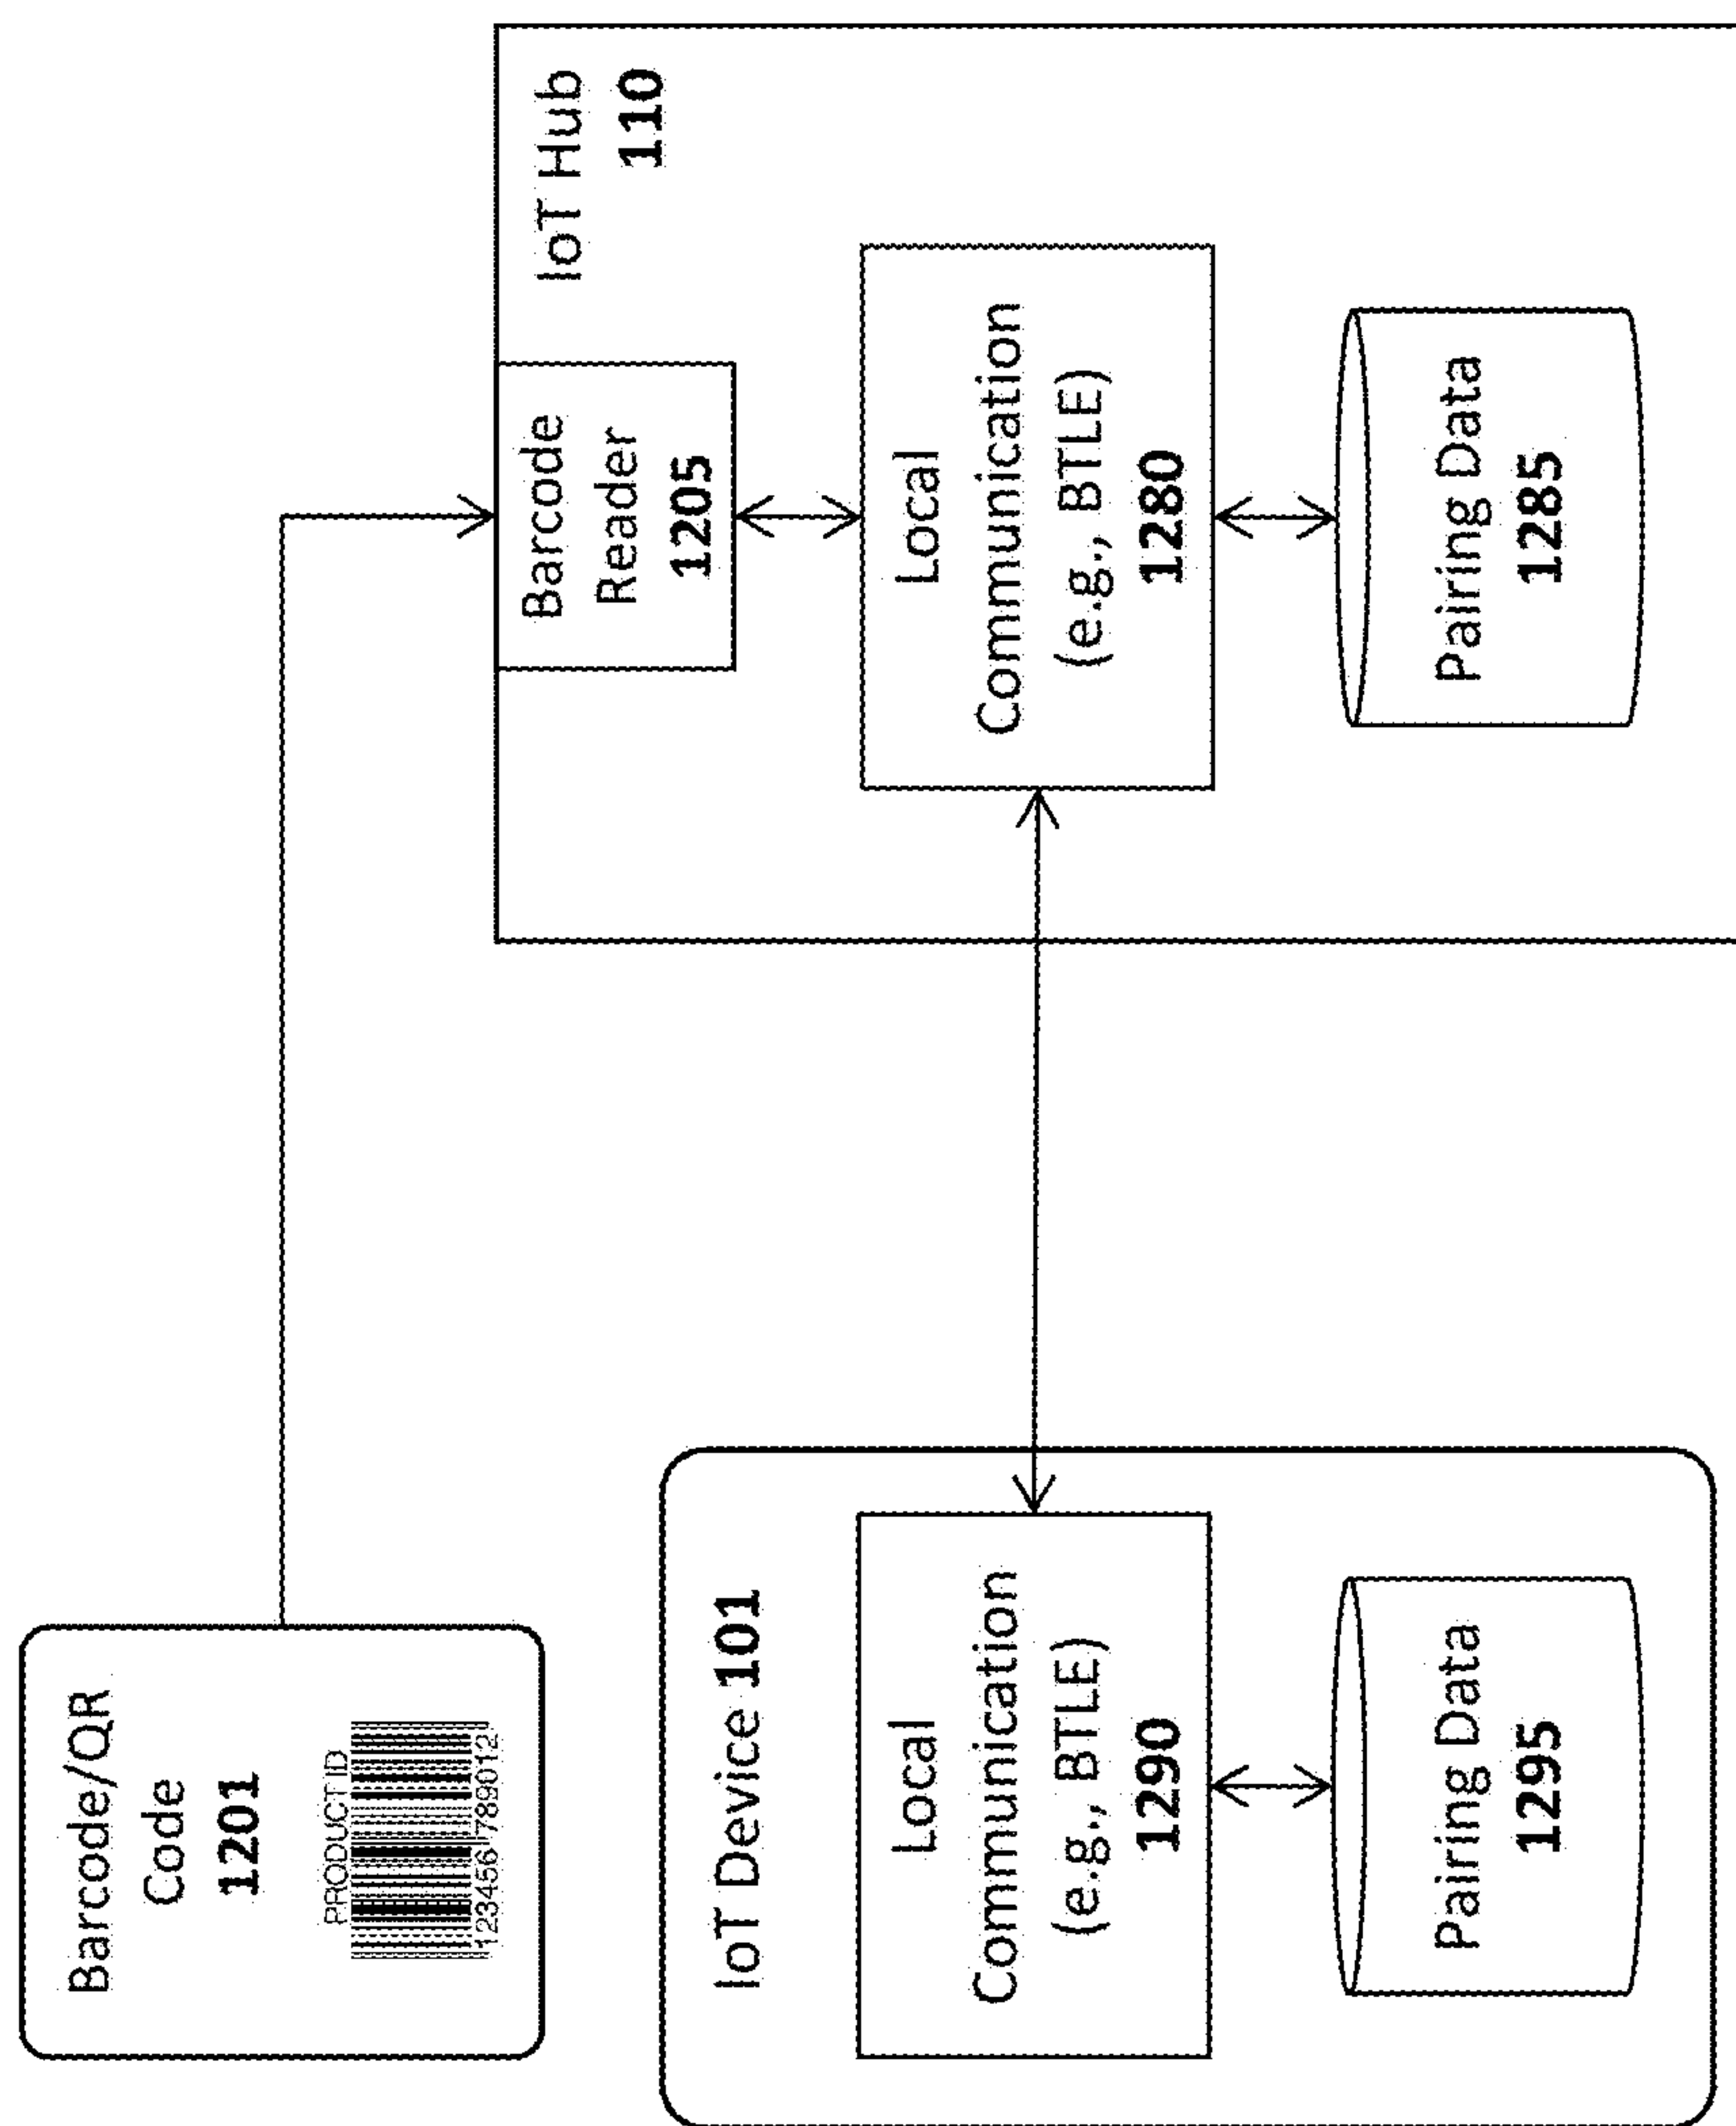 Barcode/QR
Code
1201
PRODUCT ID
123456 789012
IoT Hub
110
Barcode
Reader
1205
Local
Communication
(e.g., BTLE)
1280
Pairing Data
1285
IoT Device 101
Local
Communication
(e.g., BTLE)
1290
Pairing Data
1295